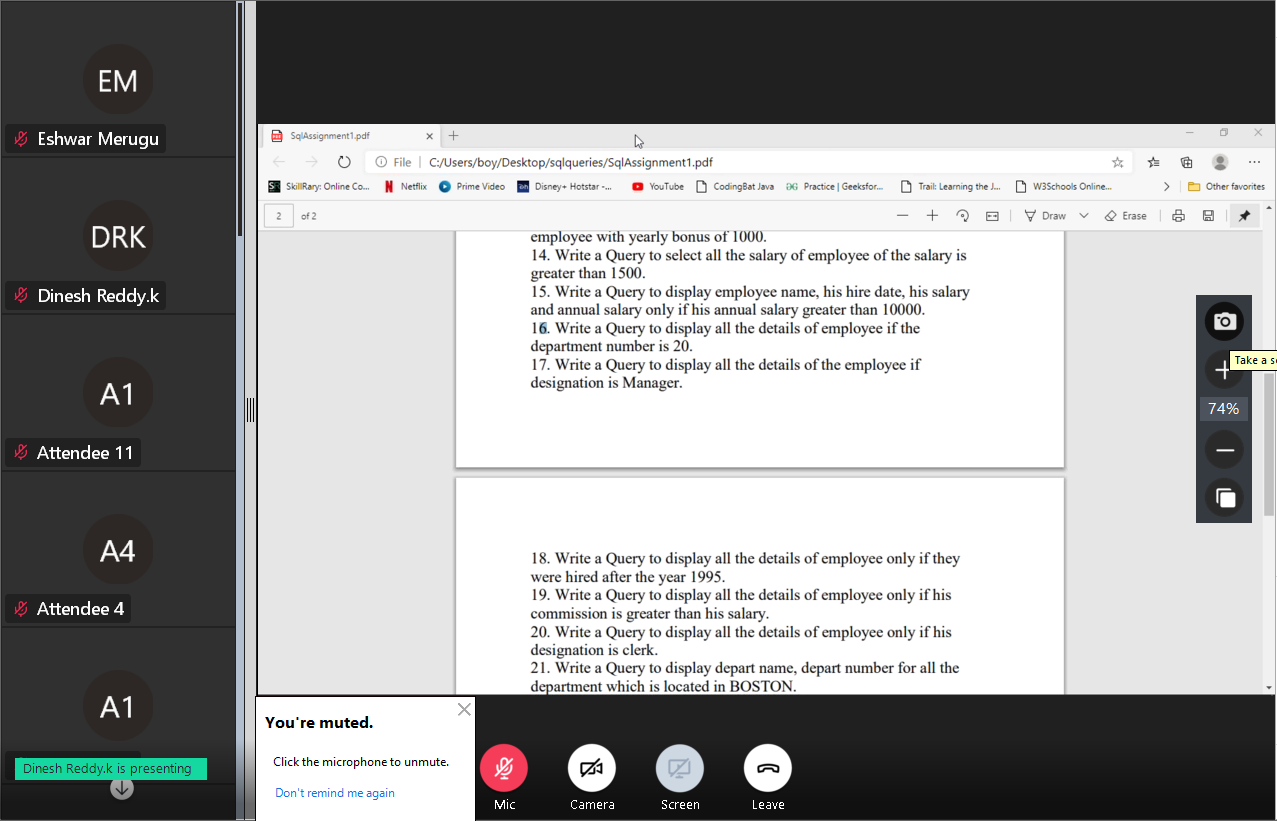 EM
Eshwar Merugu
DRK
Dinesh Reddy.k
A1
Attendee 11
A4
Attendee 4
A1
Dinesh Reddy.k is presenting
SqlAssignment1.pdf
File
C:/Users/boy/Desktop/sqlqueries/SqlAssignment1.pdf
SkillRary: Online Co...
Netflix
Prime Video
Disney+ Hotstar -...
YouTube
CodingBat Java
Practice | Geeksfor...
Trail: Learning the J...
W3Schools Online...
Other favorites
2 of 2
Draw
Erase
employee with yearly bonus of 1000.
14. Write a Query to select all the salary of employee of the salary is
greater than 1500.
15. Write a Query to display employee name, his hire date, his salary
and annual salary only if his annual salary greater than 10000.
16. Write a Query to display all the details of employee if the
department number is 20.
17. Write a Query to display all the details of the employee if
designation is Manager.
18. Write a Query to display all the details of employee only if they
were hired after the year 1995.
19. Write a Query to display all the details of employee only if his
commission is greater than his salary.
20. Write a Query to display all the details of employee only if his
designation is clerk.
21. Write a Query to display depart name, depart number for all the
department which is located in BOSTON.
Take a s
74%
You're muted.
Click the microphone to unmute.
Don't remind me again
Mic
Camera
Screen
Leave